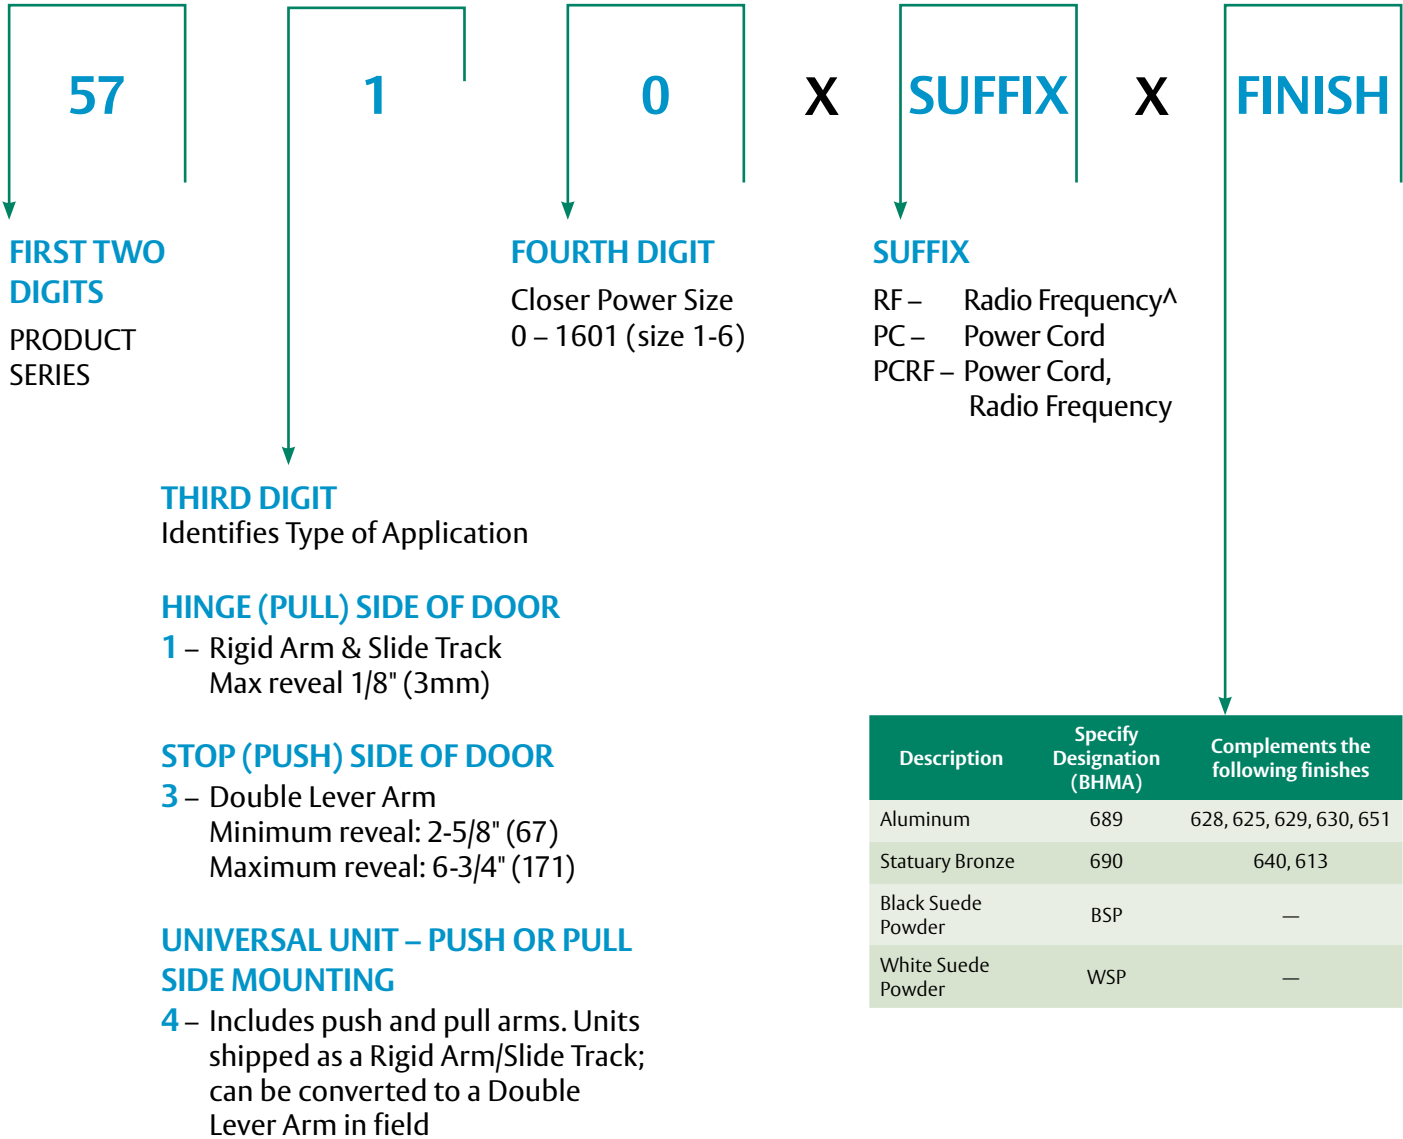 57 1 0 X SUFFIX X FINISH
FIRST TWO
DIGITS
PRODUCT
SERIES
FOURTH DIGIT
Closer Power Size
0 – 1601 (size 1-6)
SUFFIX
RF – Radio Frequency^
PC – Power Cord
PCRF – Power Cord,
Radio Frequency
THIRD DIGIT
Identifies Type of Application
HINGE (PULL) SIDE OF DOOR
1 – Rigid Arm & Slide Track
Max reveal 1/8" (3mm)
STOP (PUSH) SIDE OF DOOR
3 – Double Lever Arm
Minimum reveal: 2-5/8" (67)
Maximum reveal: 6-3/4" (171)
UNIVERSAL UNIT – PUSH OR PULL
SIDE MOUNTING
4 – Includes push and pull arms. Units
shipped as a Rigid Arm/Slide Track;
can be converted to a Double
Lever Arm in field
Description
Specify
Designation
(BHMA)
Complements the
following finishes
Aluminum 689 628, 625, 629, 630, 651
Statuary Bronze 690 640, 613
Black Suede
Powder
BSP —
White Suede
Powder
WSP —